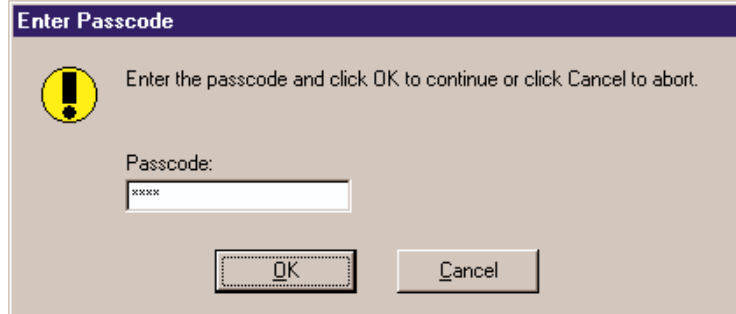 Enter Passcode
Enter the passcode and click OK to continue or click Cancel to abort.
Passcode:
****
OK
Cancel